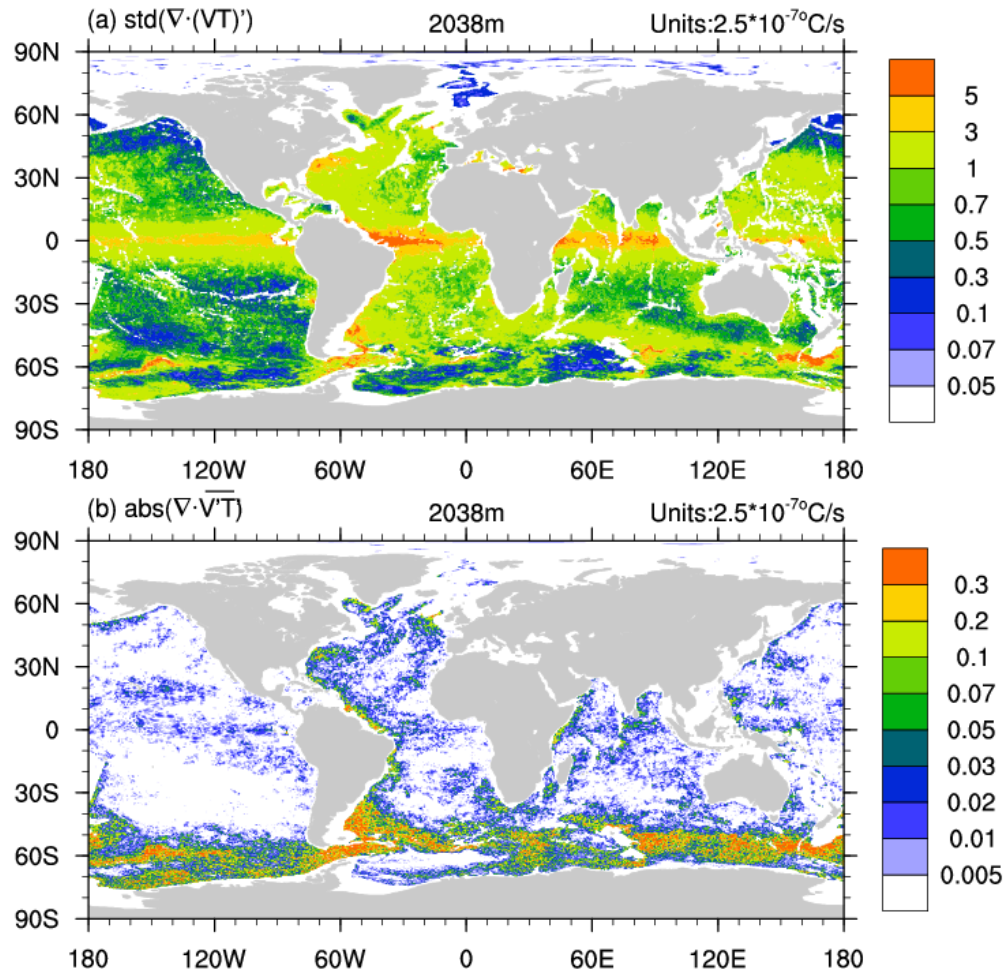 (a) std(∇·(VT)') 2038m Units:2.5*10⁻⁷°C/s
90N
60N
30N
0
30S
60S
90S
180 120W 60W 0 60E 120E 180
5
3
1
0.7
0.5
0.3
0.1
0.07
0.05
(b) abs(∇·V'T') 2038m Units:2.5*10⁻⁷°C/s
90N
60N
30N
0
30S
60S
90S
180 120W 60W 0 60E 120E 180
0.3
0.2
0.1
0.07
0.05
0.03
0.02
0.01
0.005